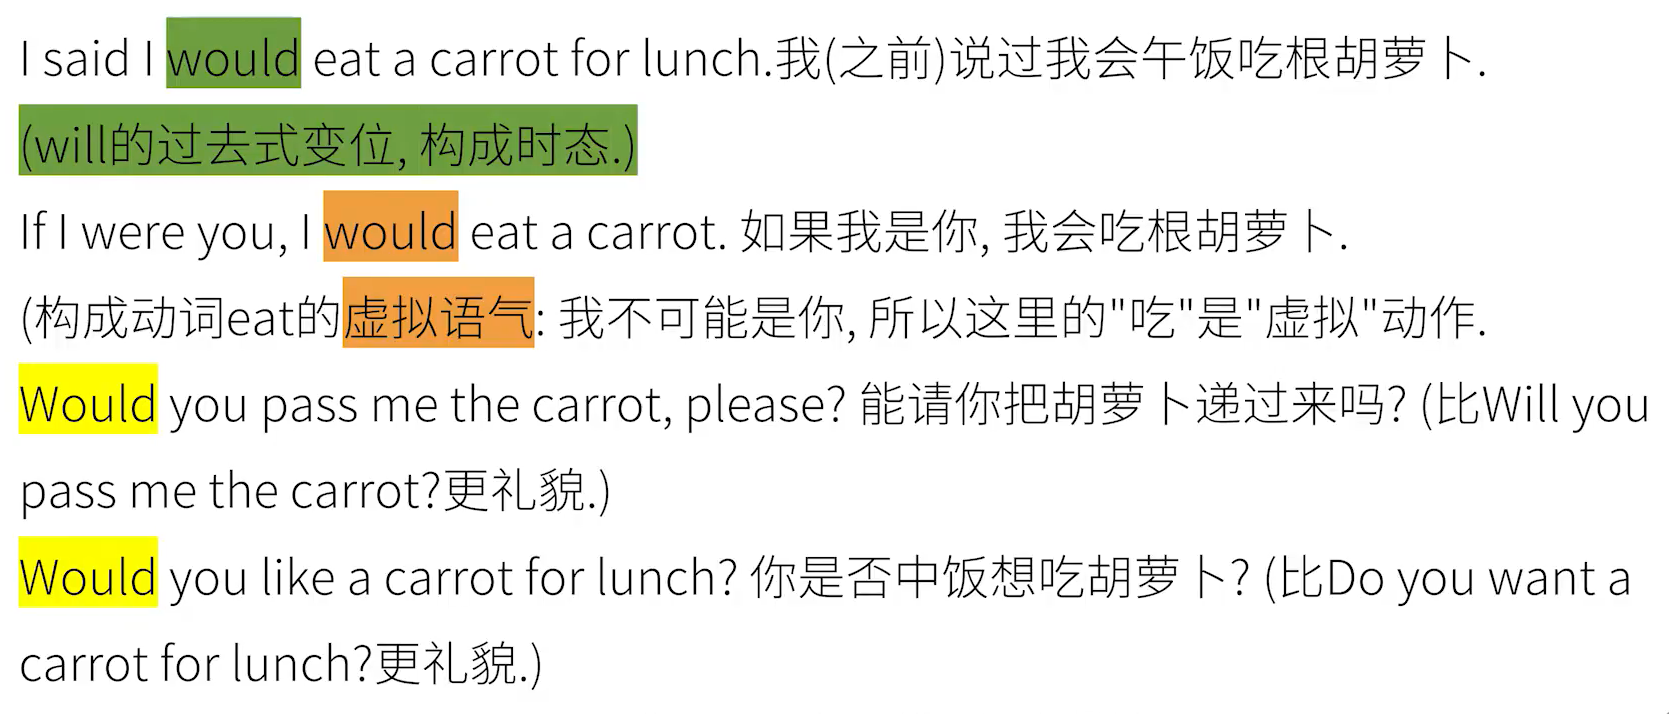 I said I would eat a carrot for lunch.我(之前)说过我会午饭吃根胡萝卜.
(will的过去式变位, 构成时态.)
If I were you, I would eat a carrot. 如果我是你, 我会吃根胡萝卜.
(构成动词eat的虚拟语气: 我不可能是你, 所以这里的"吃"是"虚拟"动作.
Would you pass me the carrot, please? 能请你把胡萝卜递过来吗? (比Will you
pass me the carrot?更礼貌.)
Would you like a carrot for lunch? 你是否中饭想吃胡萝卜? (比Do you want a
carrot for lunch?更礼貌.)